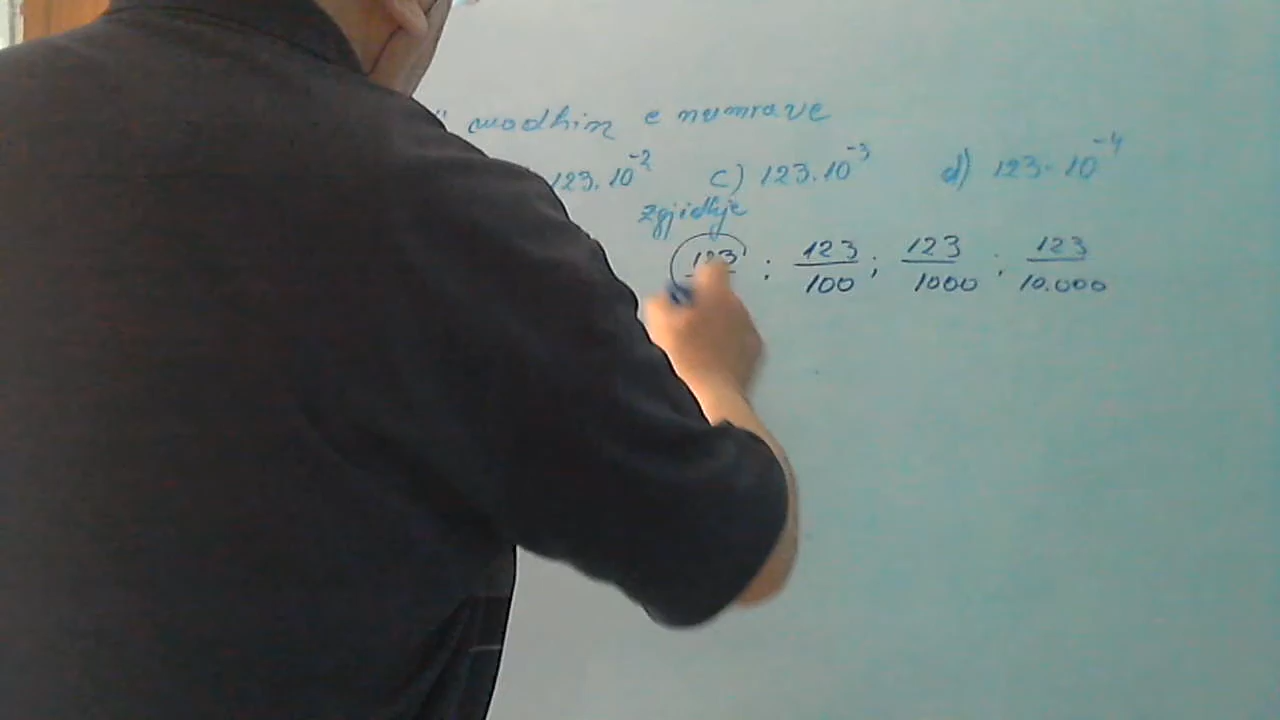 madhin e numrave
123.10⁻² c) 123.10⁻³ d) 123.10⁻⁴
zgjidhje
123 ; 123/100 ; 123/1000 ; 123/10.000